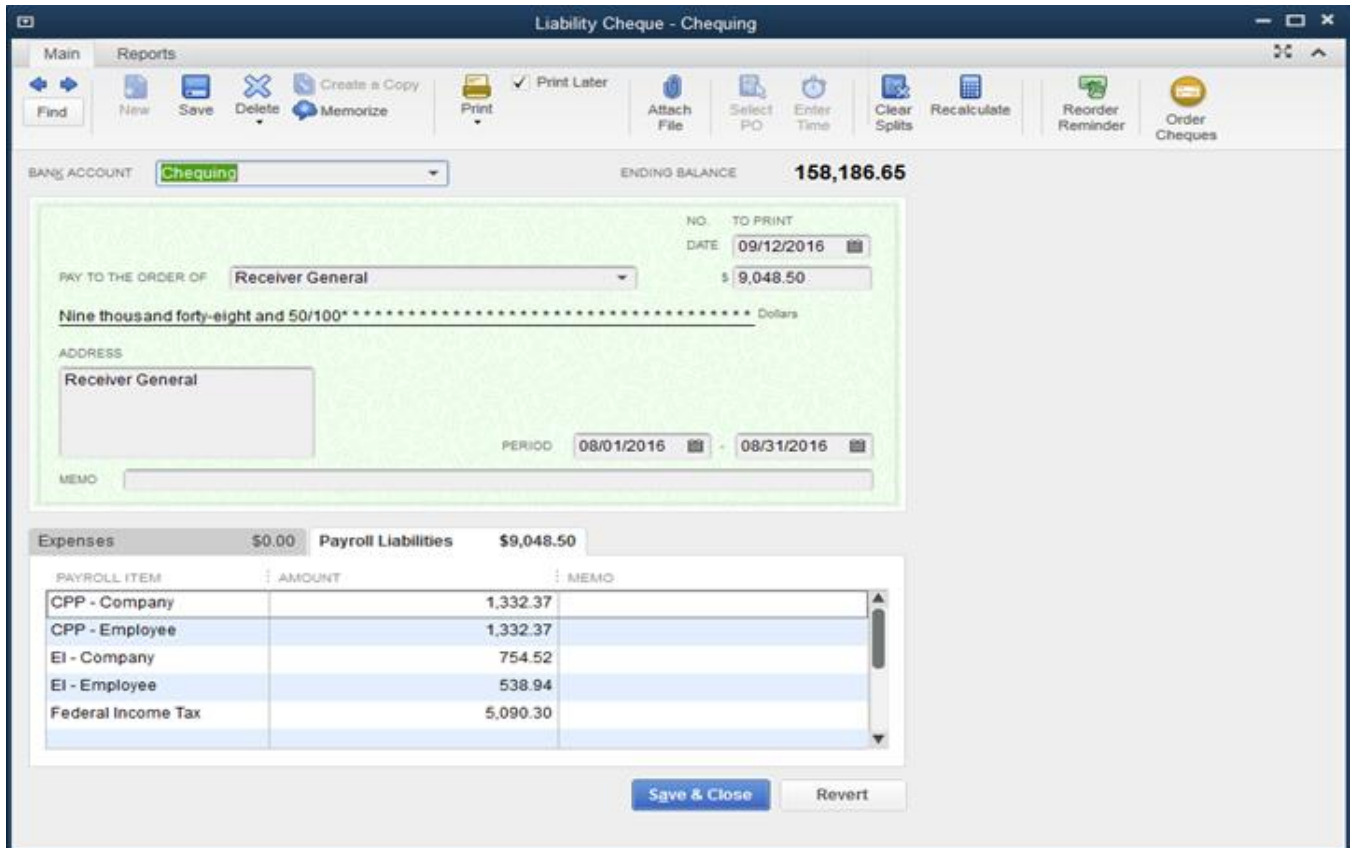 Liability Cheque - Chequing
Main Reports
Find New Save Delete Create a Copy Memorize Print Print Later Attach File Select PO Enter Time Clear Splits Recalculate Reorder Reminder Order Cheques
BANK ACCOUNT Chequing ENDING BALANCE 158,186.65
NO. TO PRINT
DATE 09/12/2016
PAY TO THE ORDER OF Receiver General $ 9,048.50
Nine thousand forty-eight and 50/100* * * * * * * * * * * * * * * * * * * * * * * * * * * * * * * * * * * * * * Dollars
ADDRESS
Receiver General
PERIOD 08/01/2016 - 08/31/2016
MEMO
Expenses $0.00 Payroll Liabilities $9,048.50
PAYROLL ITEM AMOUNT MEMO
CPP - Company 1,332.37
CPP - Employee 1,332.37
EI - Company 754.52
EI - Employee 538.94
Federal Income Tax 5,090.30
Save & Close Revert